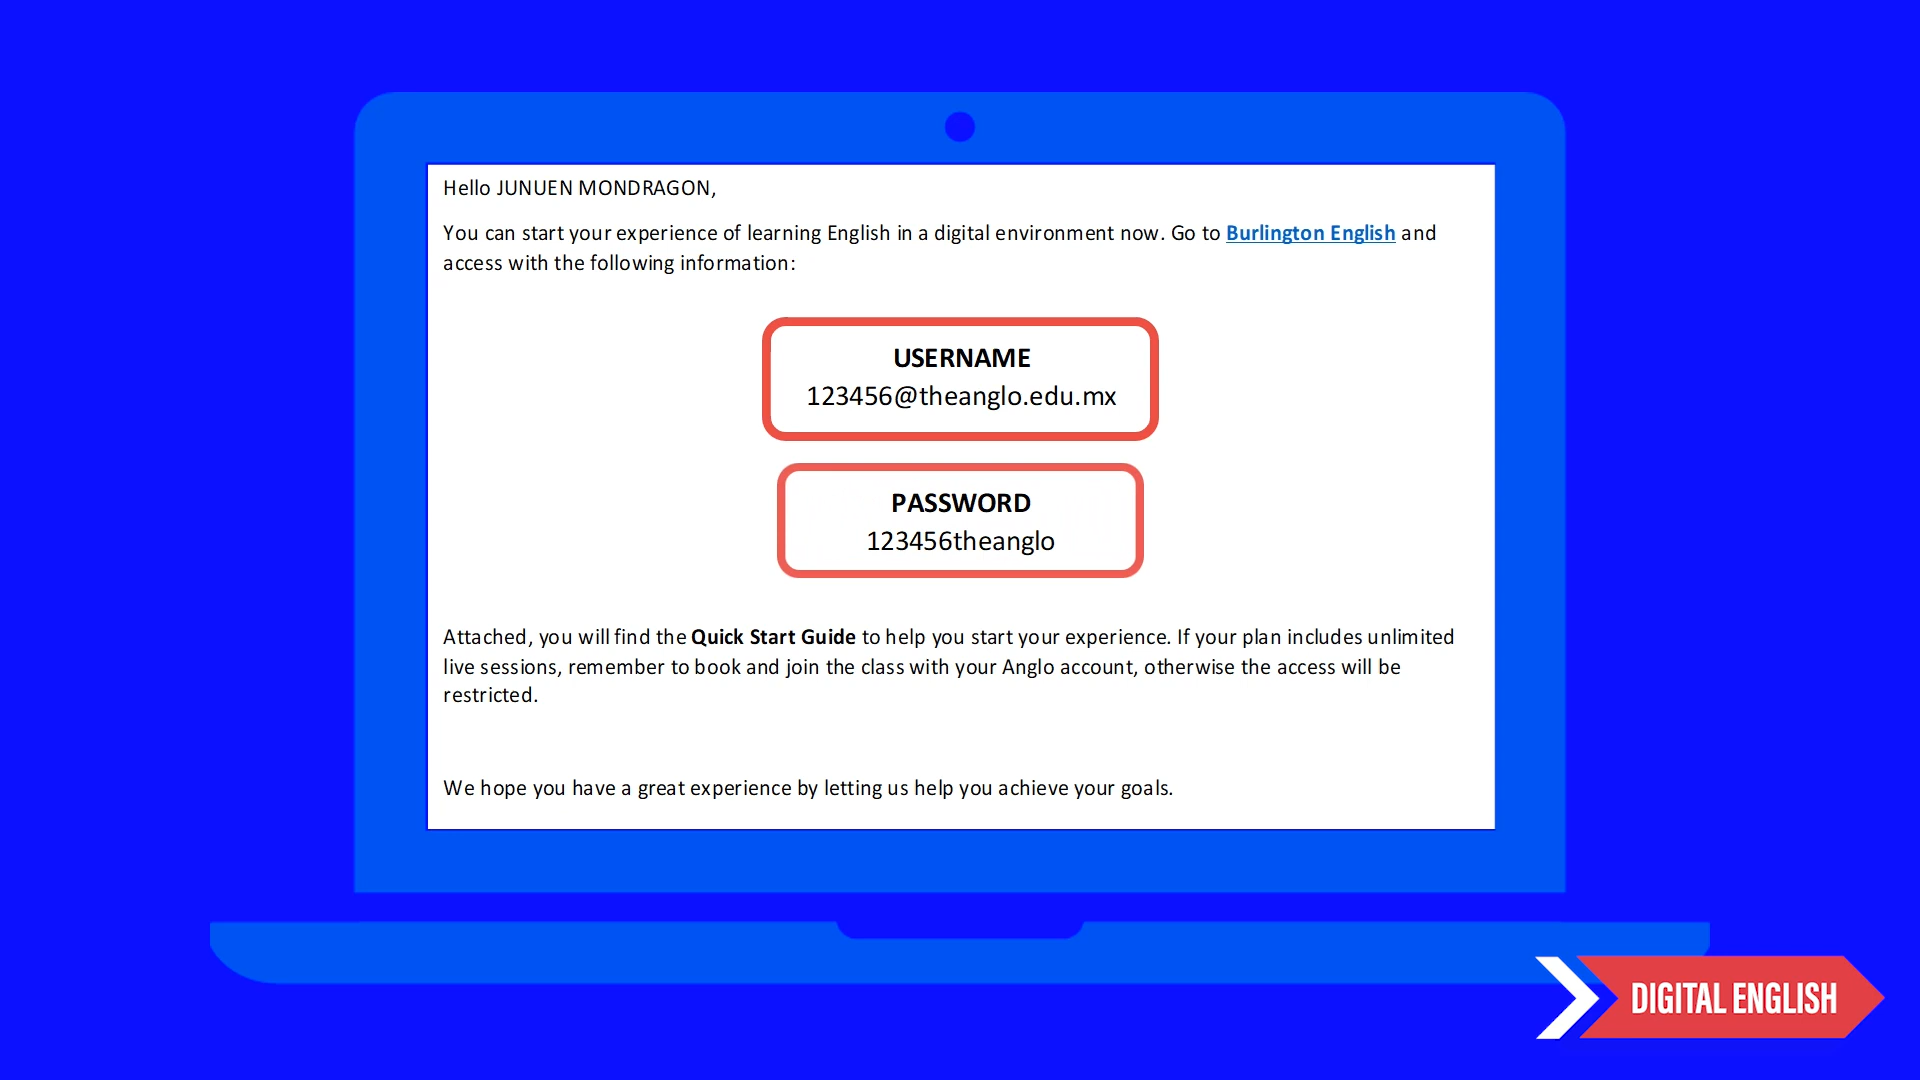 Hello JUNUEN MONDRAGON,
You can start your experience of learning English in a digital environment now. Go to Burlington English and
access with the following information:
USERNAME
123456@theanglo.edu.mx
PASSWORD
123456theanglo
Attached, you will find the Quick Start Guide to help you start your experience. If your plan includes unlimited
live sessions, remember to book and join the class with your Anglo account, otherwise the access will be
restricted.
We hope you have a great experience by letting us help you achieve your goals.
DIGITAL ENGLISH